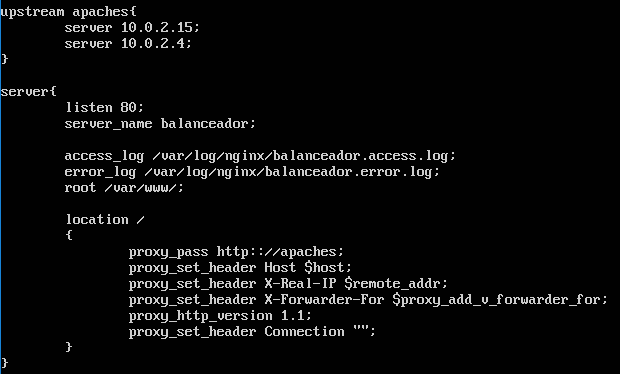 upstream apaches{
        server 10.0.2.15;
        server 10.0.2.4;
}

server{
        listen 80;
        server_name balanceador;

        access_log /var/log/nginx/balanceador.access.log;
        error_log /var/log/nginx/balanceador.error.log;
        root /var/www/;

        location /
        {
                proxy_pass http:://apaches;
                proxy_set_header Host $host;
                proxy_set_header X-Real-IP $remote_addr;
                proxy_set_header X-Forwarder-For $proxy_add_v_forwarder_for;
                proxy_http_version 1.1;
                proxy_set_header Connection "";
        }
}